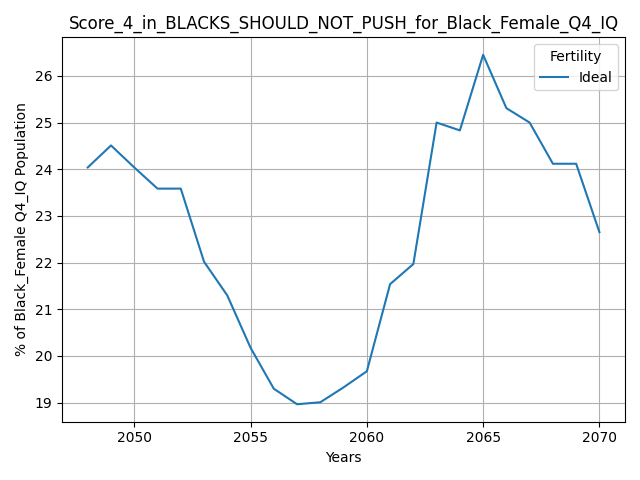 Score_4_in_BLACKS_SHOULD_NOT_PUSH_for_Black_Female_Q4_IQ
Fertility
Ideal
% of Black_Female Q4_IQ Population
26
25
24
23
22
21
20
19
2050 2055 2060 2065 2070
Years